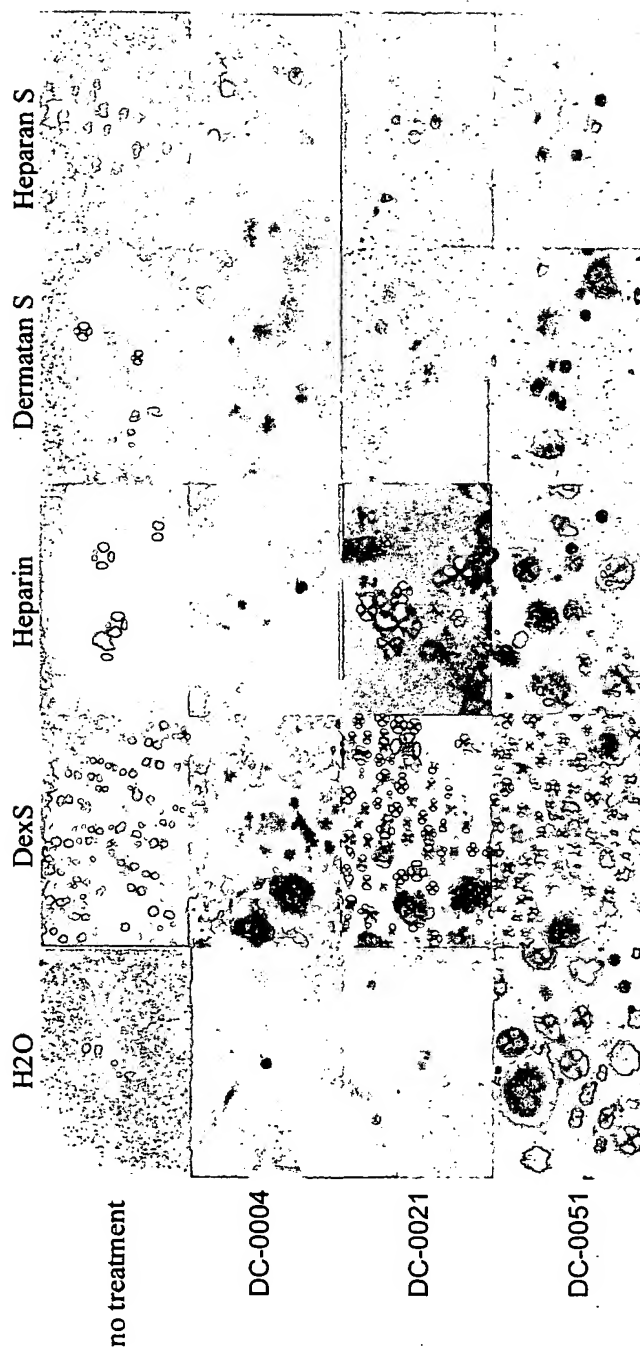 H2O
DexS
Heparin
Dermatan S
Heparan S
no treatment
DC-0004
DC-0021
DC-0051